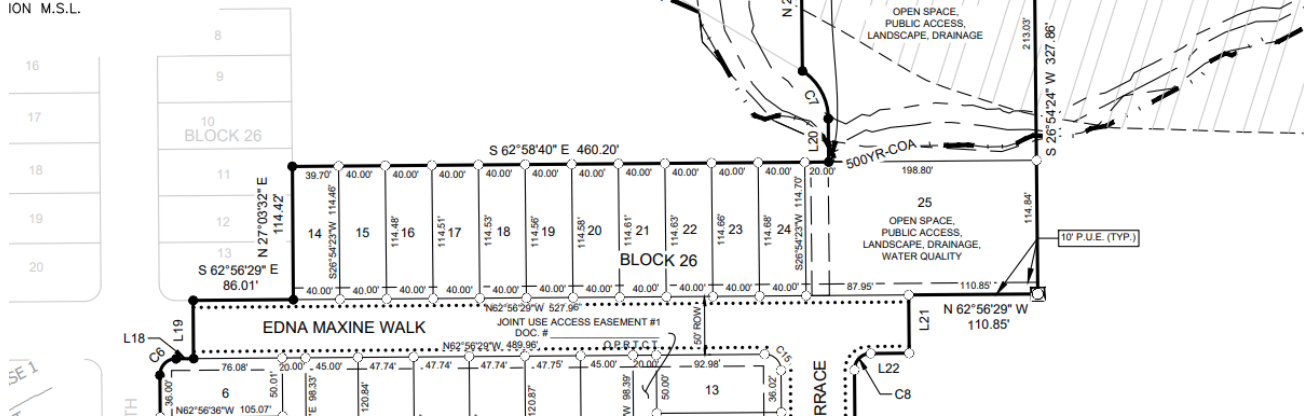 ION M.S.L.
8
9
10
BLOCK 26
11
12
13
16
17
18
19
20
OPEN SPACE,
PUBLIC ACCESS,
LANDSCAPE, DRAINAGE
213.03'
S 26°54'24" W 327.86'
C7
L20
500YR-COA
S 62°58'40" E 460.20'
39.70' 40.00' 40.00' 40.00' 40.00' 40.00' 40.00' 40.00' 40.00' 40.00' 40.00' 20.00'
198.80'
N 27°03'32" E
114.42'
14 15 16 17 18 19 20 21 22 23 24
S26°54'23"W 114.46'
114.48'
114.51'
114.53'
114.56'
114.58'
114.61'
114.63'
114.66'
114.68'
S26°54'23"W 114.70'
25
OPEN SPACE,
PUBLIC ACCESS,
LANDSCAPE, DRAINAGE,
WATER QUALITY
114.84'
10' P.U.E. (TYP.)
BLOCK 26
S 62°56'29" E
86.01'
40.00' 40.00' 40.00' 40.00' 40.00' 40.00' 40.00' 40.00' 40.00' 40.00' 40.00'
87.95'
110.85'
N 62°56'29" W
110.85'
N62°56'29"W 527.96'
EDNA MAXINE WALK
JOINT USE ACCESS EASEMENT #1
DOC. #
O.P.R.T.C.T.
50' ROW
N62°56'29"W 489.96'
L18
L19
C6
L21
L22
C8
C15
76.08' 20.00' 45.00' 47.74' 47.74' 47.74' 47.75' 45.00' 20.00' 92.98'
36.00'
6
50.01'
E 98.33'
120.84'
120.87'
W 98.39'
50.00'
13
36.02'
N62°56'36"W 105.07'
RRACE
SE 1
TH